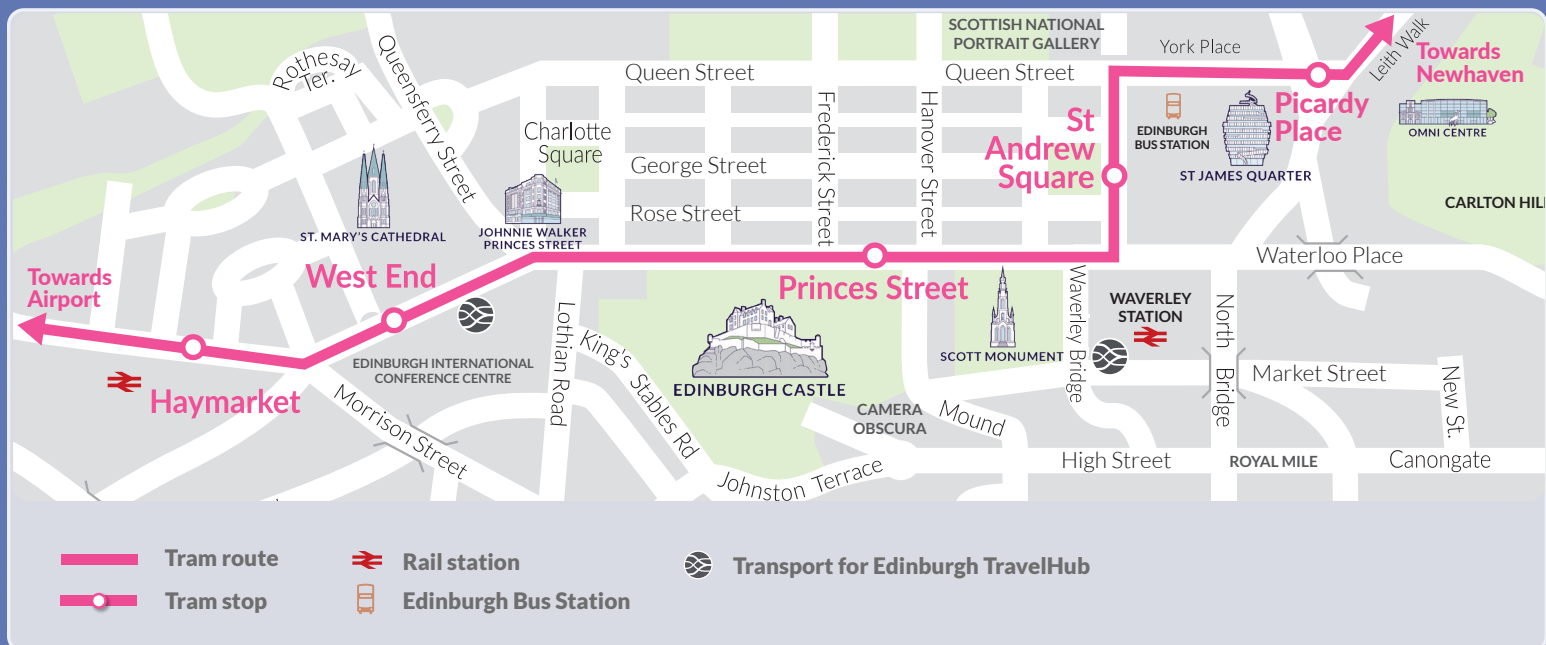 SCOTTISH NATIONAL
PORTRAIT GALLERY
York Place
Leith Walk
Towards
Newhaven
Rothesay
Ter.
Queensferry Street
Queen Street
Queen Street
Frederick Street
Hanover Street
St
Andrew
Square
EDINBURGH
BUS STATION
Picardy
Place
OMNI CENTRE
Charlotte
Square
George Street
ST JAMES QUARTER
Rose Street
CARLTON HILL
ST. MARY'S CATHEDRAL
JOHNNIE WALKER
PRINCES STREET
Waterloo Place
Towards
Airport
West End
Princes Street
Waverley Bridge
WAVERLEY
STATION
North Bridge
Lothian Road
King's Stables Rd
SCOTT MONUMENT
EDINBURGH INTERNATIONAL
CONFERENCE CENTRE
Market Street
New St.
EDINBURGH CASTLE
Haymarket
Morrison Street
CAMERA
OBSCURA
Mound
High Street
ROYAL MILE
Canongate
Johnston Terrace
Tram route
Rail station
Transport for Edinburgh TravelHub
Tram stop
Edinburgh Bus Station